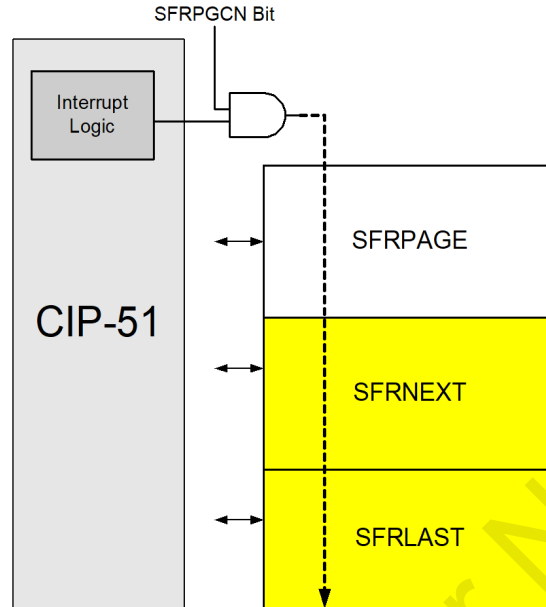 SFRPGCN Bit
Interrupt
Logic
SFRPAGE
CIP-51
SFRNEXT
SFRLAST